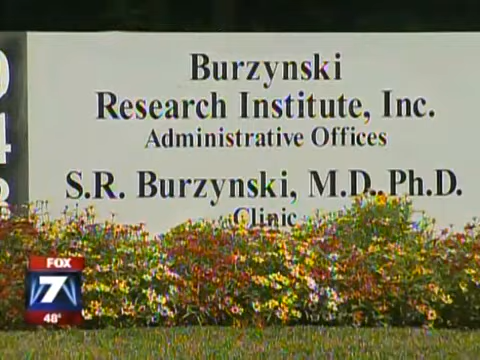 Burzynski
Research Institute, Inc.
Administrative Offices
S.R. Burzynski, M.D., Ph.D.
Clinic
FOX
7
48°